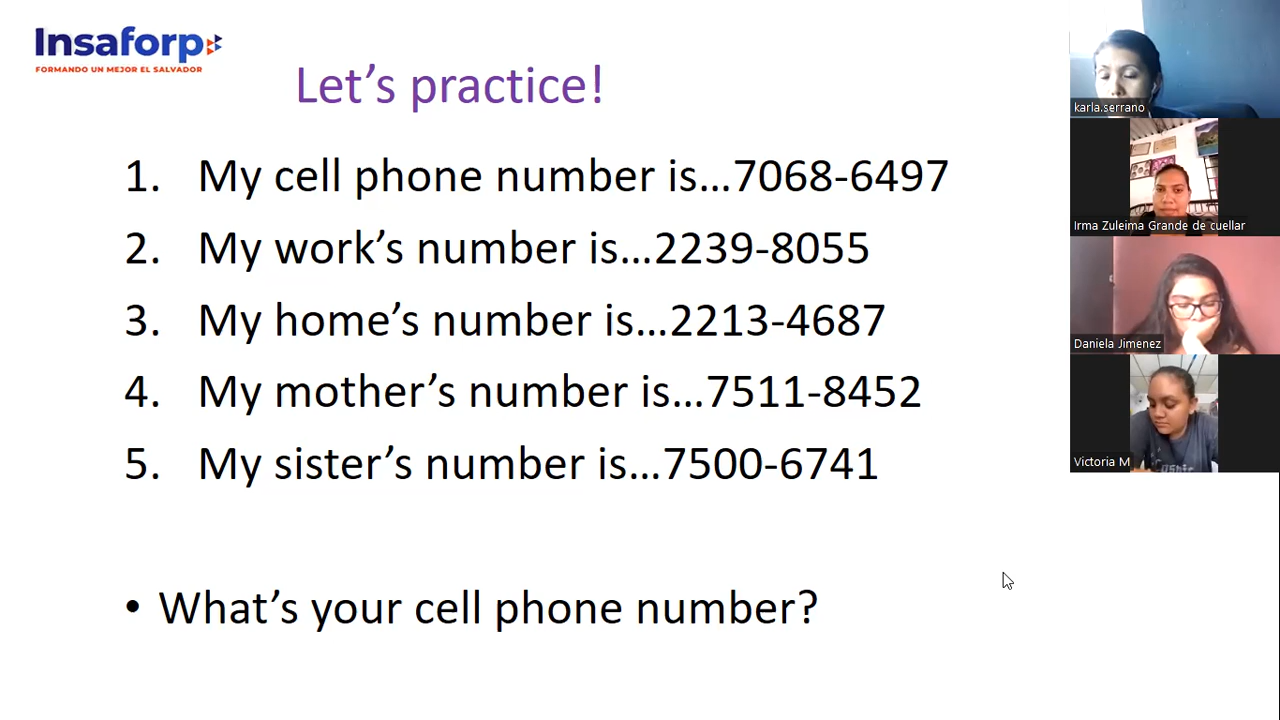 Insaforp
FORMANDO UN MEJOR EL SALVADOR
Let's practice!
1. My cell phone number is...7068-6497
2. My work's number is...2239-8055
3. My home's number is...2213-4687
4. My mother's number is...7511-8452
5. My sister's number is...7500-6741
• What's your cell phone number?
karla.serrano
Irma Zuleima Grande de cuellar
Daniela Jimenez
Victoria M